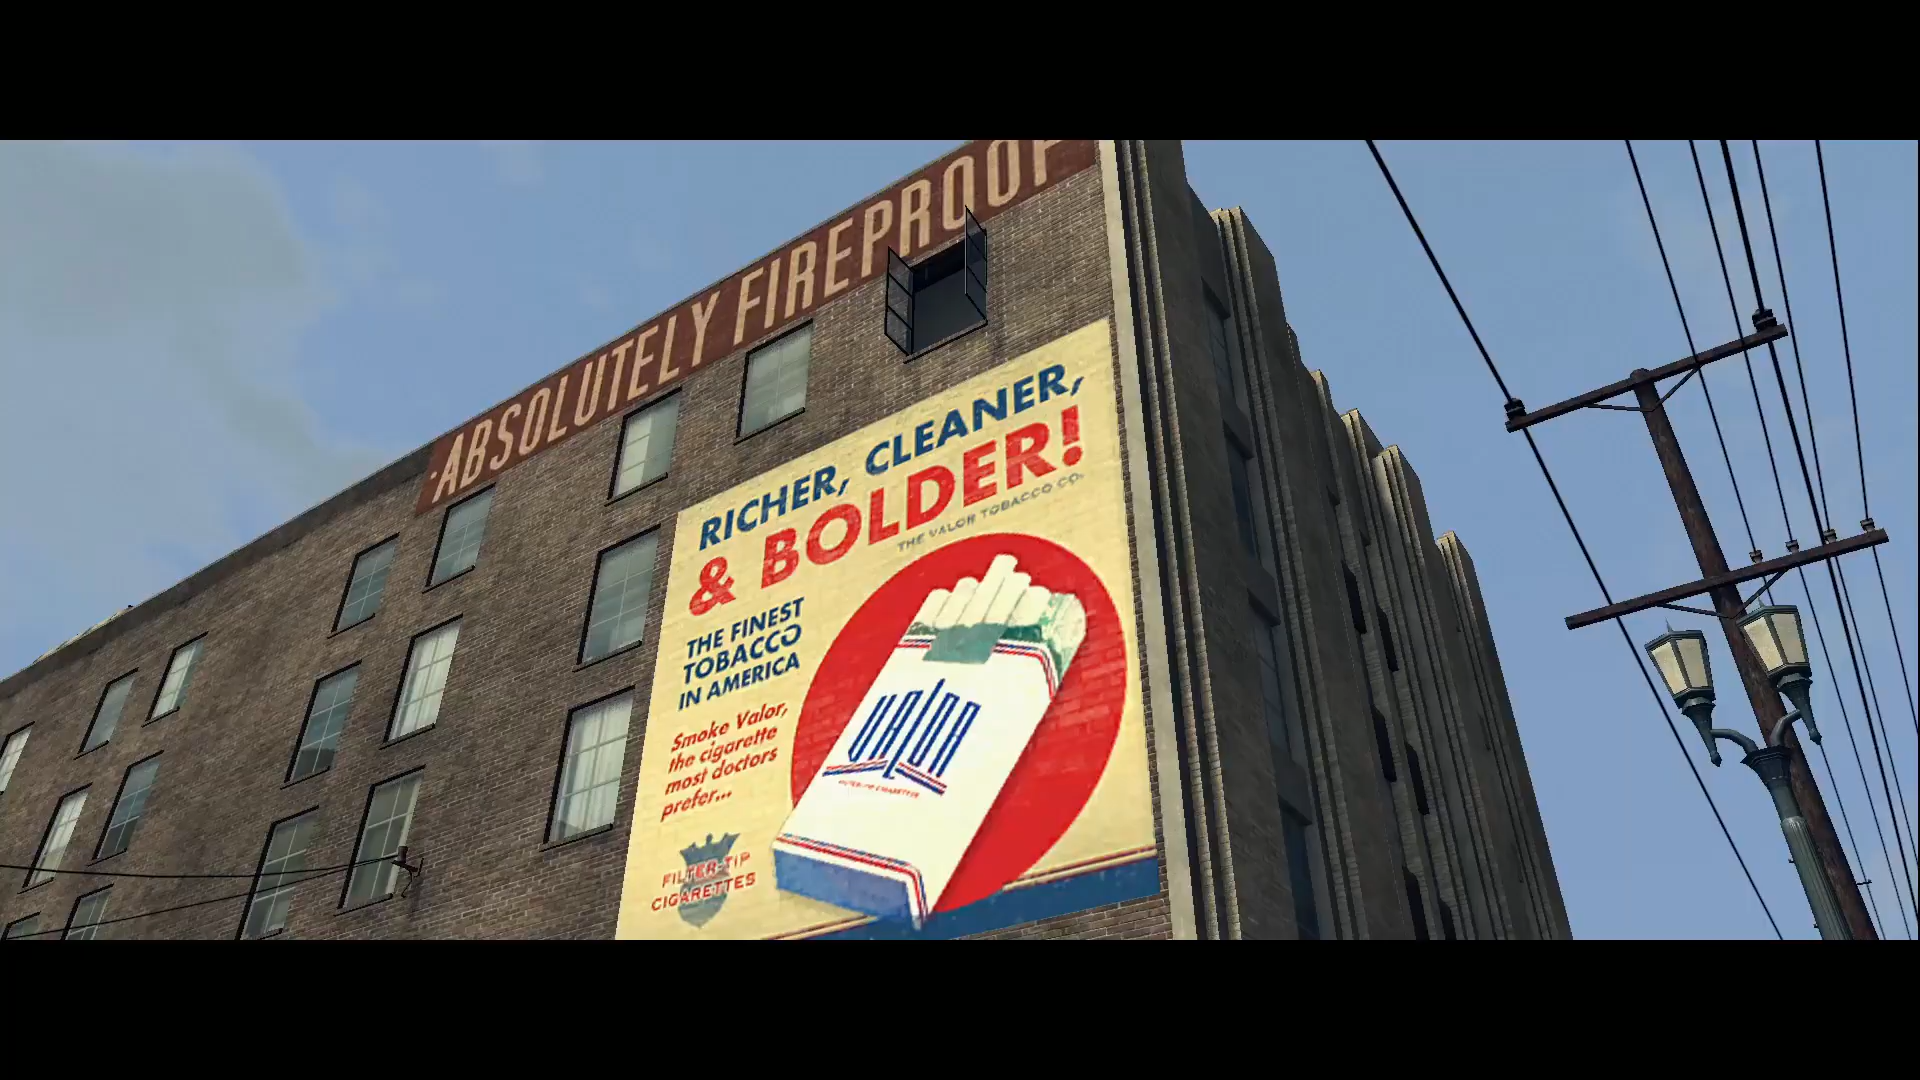 ·ABSOLUTELY FIREPROOF
RICHER, CLEANER,
& BOLDER!
THE VALOR TOBACCO CO.
THE FINEST
TOBACCO
IN AMERICA
Smoke Valor,
the cigarette
most doctors
prefer...
VALOR
FILTER-TIP
CIGARETTES